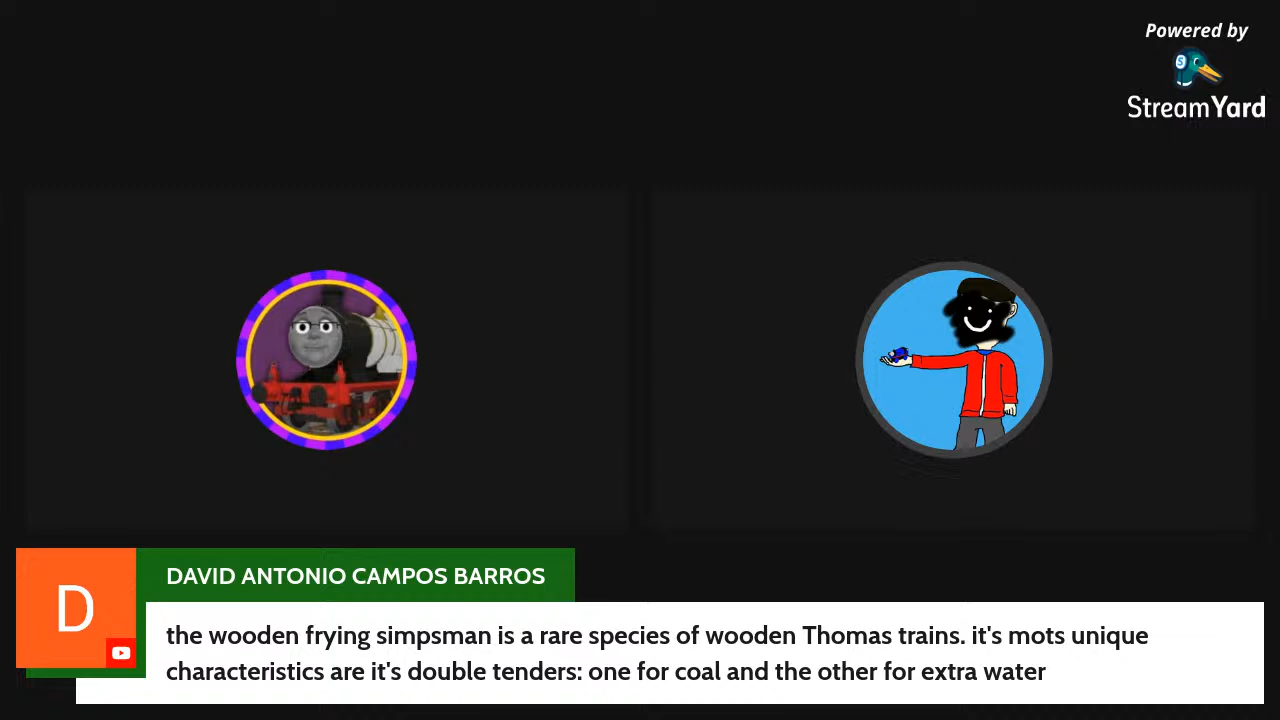 Powered by
StreamYard
D
DAVID ANTONIO CAMPOS BARROS
the wooden frying simpsman is a rare species of wooden Thomas trains. it's mots unique
characteristics are it's double tenders: one for coal and the other for extra water